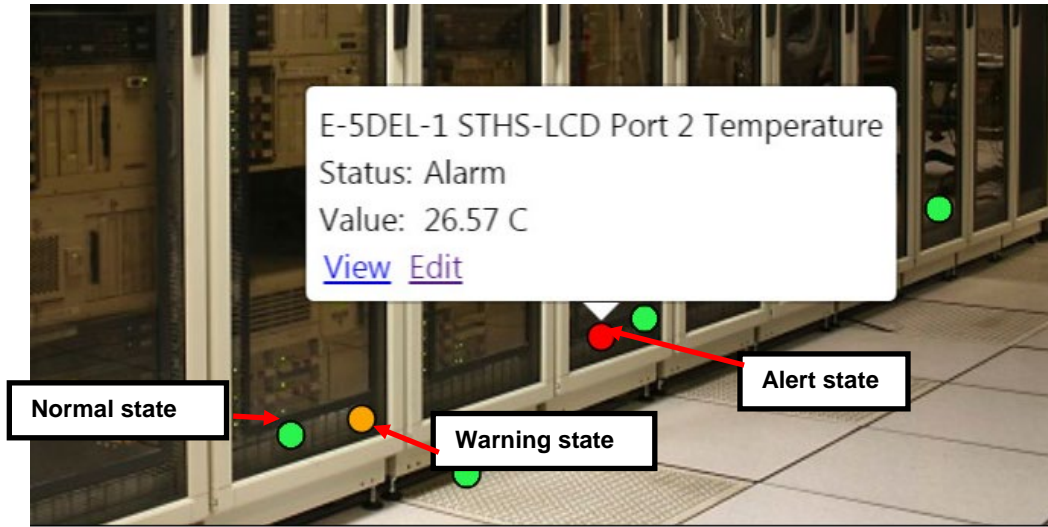 E-5DEL-1 STHS-LCD Port 2 Temperature
Status: Alarm
Value: 26.57 C
View Edit
Alert state
Normal state
Warning state